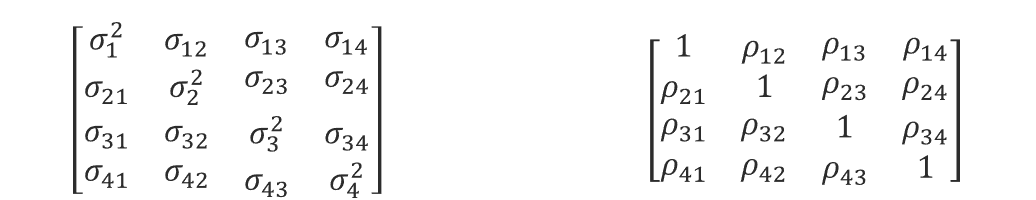 σ₁² σ₁₂ σ₁₃ σ₁₄
σ₂₁ σ₂² σ₂₃ σ₂₄
σ₃₁ σ₃₂ σ₃² σ₃₄
σ₄₁ σ₄₂ σ₄₃ σ₄²
1 ρ₁₂ ρ₁₃ ρ₁₄
ρ₂₁ 1 ρ₂₃ ρ₂₄
ρ₃₁ ρ₃₂ 1 ρ₃₄
ρ₄₁ ρ₄₂ ρ₄₃ 1